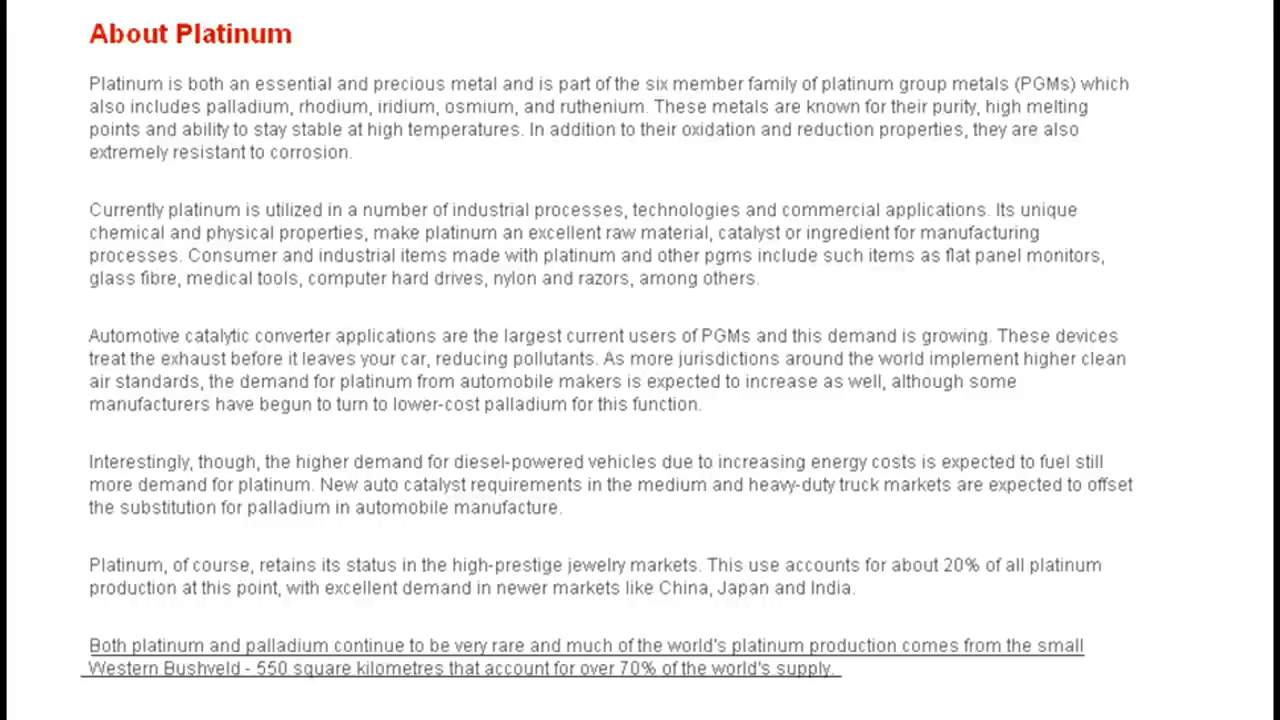 About Platinum
Platinum is both an essential and precious metal and is part of the six member family of platinum group metals (PGMs) which
also includes palladium, rhodium, iridium, osmium, and ruthenium. These metals are known for their purity, high melting
points and ability to stay stable at high temperatures. In addition to their oxidation and reduction properties, they are also
extremely resistant to corrosion.
Currently platinum is utilized in a number of industrial processes, technologies and commercial applications. Its unique
chemical and physical properties, make platinum an excellent raw material, catalyst or ingredient for manufacturing
processes. Consumer and industrial items made with platinum and other pgms include such items as flat panel monitors,
glass fibre, medical tools, computer hard drives, nylon and razors, among others.
Automotive catalytic converter applications are the largest current users of PGMs and this demand is growing. These devices
treat the exhaust before it leaves your car, reducing pollutants. As more jurisdictions around the world implement higher clean
air standards, the demand for platinum from automobile makers is expected to increase as well, although some
manufacturers have begun to turn to lower-cost palladium for this function.
Interestingly, though, the higher demand for diesel-powered vehicles due to increasing energy costs is expected to fuel still
more demand for platinum. New auto catalyst requirements in the medium and heavy-duty truck markets are expected to offset
the substitution for palladium in automobile manufacture.
Platinum, of course, retains its status in the high-prestige jewelry markets. This use accounts for about 20% of all platinum
production at this point, with excellent demand in newer markets like China, Japan and India.
Both platinum and palladium continue to be very rare and much of the world's platinum production comes from the small
Western Bushveld - 550 square kilometres that account for over 70% of the world's supply.